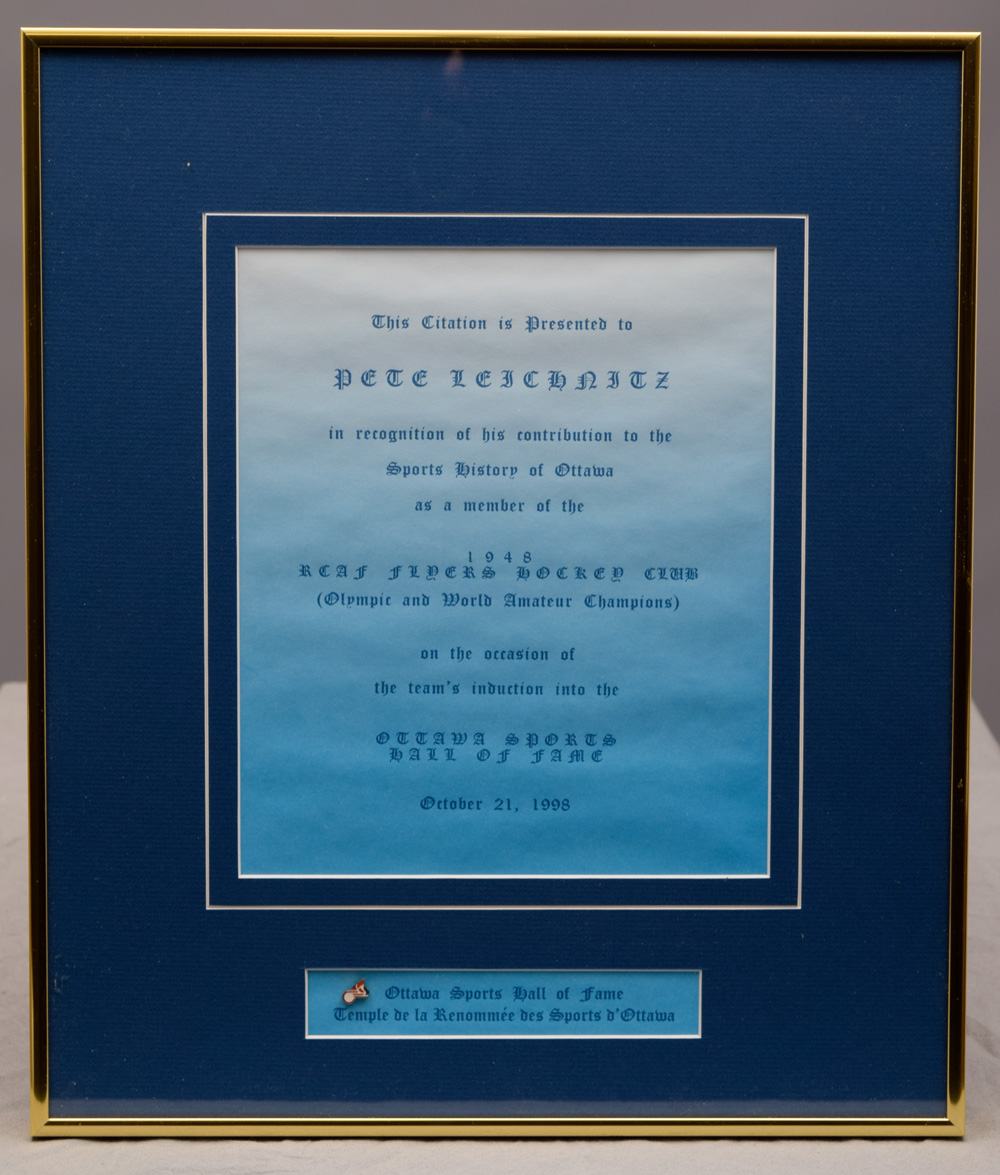 This Citation is Presented to
PETE LEICHNITZ
in recognition of his contribution to the
Sports History of Ottawa
as a member of the
1948
RCAF FLYERS HOCKEY CLUB
(Olympic and World Amateur Champions)
on the occasion of
the team's induction into the
OTTAWA SPORTS
HALL OF FAME
October 21, 1998
Ottawa Sports Hall of Fame
Temple de la Renommée des Sports d'Ottawa